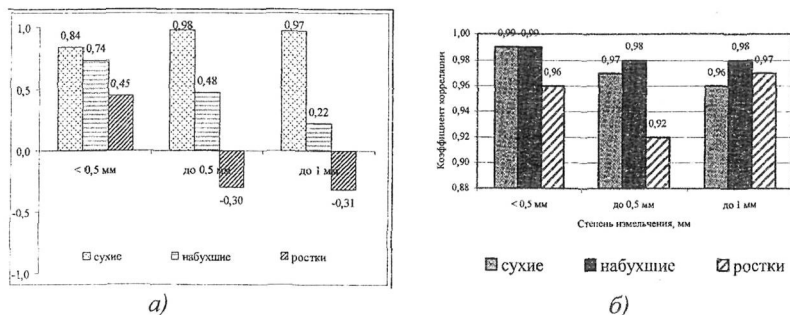 а)
1,0
0,5
0,0
-0,5
-1,0
0,84
0,74
0,45
0,98
0,48
-0,30
0,97
0,22
-0,31
< 0,5 мм
до 0,5 мм
до 1 мм
сухие
набухшие
ростки
а)
б)
Коэффициент корреляции
1,00
0,98
0,96
0,94
0,92
0,90
0,88
0,99
0,99
0,96
0,97
0,98
0,92
0,96
0,98
0,97
< 0,5 мм
до 0,5 мм
до 1 мм
Степень измельчения, мм
сухие
набухшие
ростки
б)